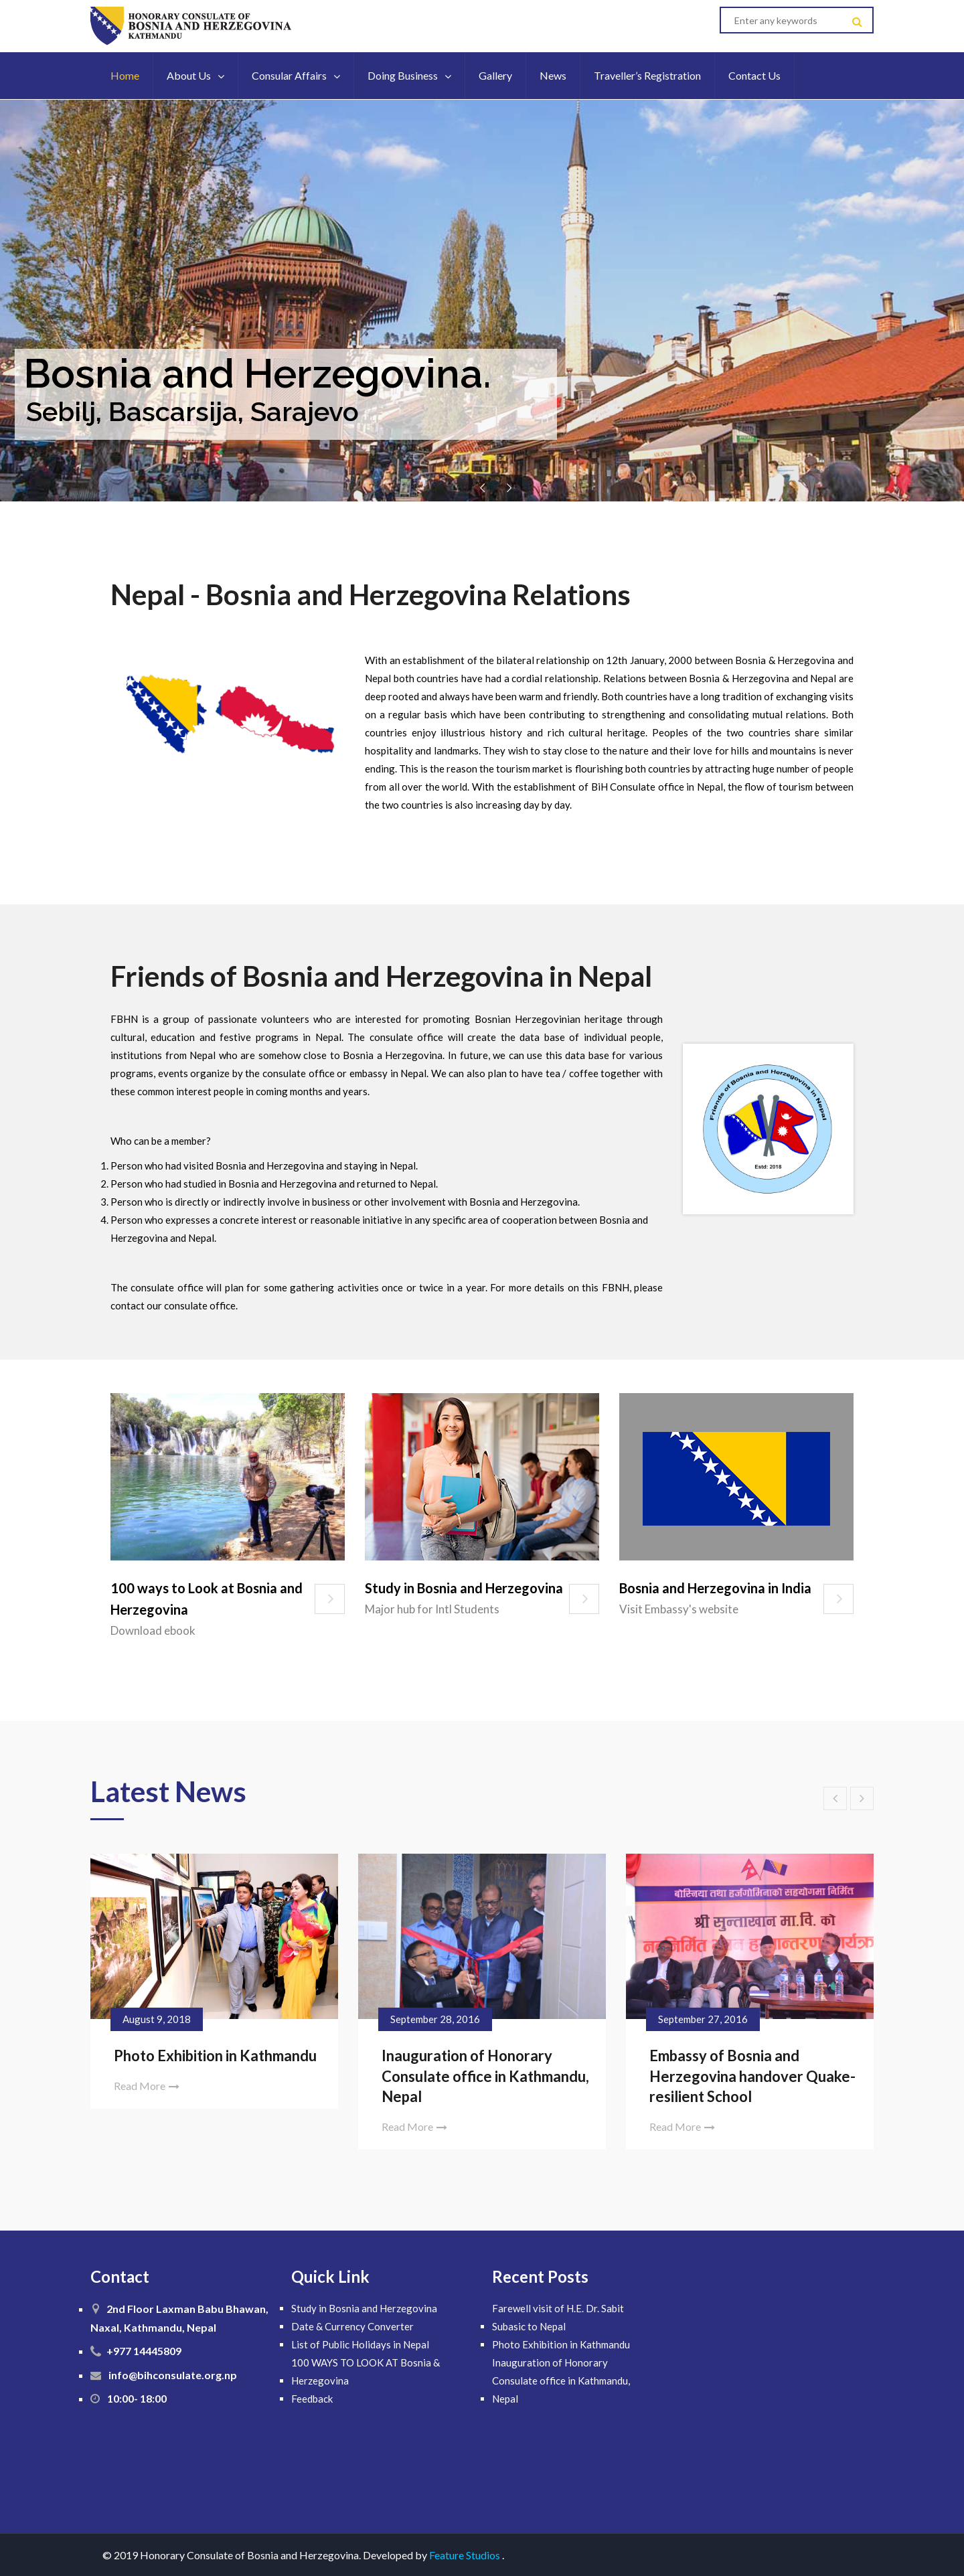 HONORARY CONSULATE OF
BOSNIA AND HERZEGOVINA
KATHMANDU
Enter any keywords
Home
About Us
Consular Affairs
Doing Business
Gallery
News
Traveller's Registration
Contact Us
Bosnia and Herzegovina.
Sebilj, Bascarsija, Sarajevo
Nepal - Bosnia and Herzegovina Relations
With an establishment of the bilateral relationship on 12th January, 2000 between Bosnia & Herzegovina and
Nepal both countries have had a cordial relationship. Relations between Bosnia & Herzegovina and Nepal are
deep rooted and always have been warm and friendly. Both countries have a long tradition of exchanging visits
on a regular basis which have been contributing to strengthening and consolidating mutual relations. Both
countries enjoy illustrious history and rich cultural heritage. Peoples of the two countries share similar
hospitality and landmarks. They wish to stay close to the nature and their love for hills and mountains is never
ending. This is the reason the tourism market is flourishing both countries by attracting huge number of people
from all over the world. With the establishment of BiH Consulate office in Nepal, the flow of tourism between
the two countries is also increasing day by day.
Friends of Bosnia and Herzegovina in Nepal
FBHN is a group of passionate volunteers who are interested for promoting Bosnian Herzegovinian heritage through
cultural, education and festive programs in Nepal. The consulate office will create the data base of individual people,
institutions from Nepal who are somehow close to Bosnia a Herzegovina. In future, we can use this data base for various
programs, events organize by the consulate office or embassy in Nepal. We can also plan to have tea / coffee together with
these common interest people in coming months and years.
Who can be a member?
1. Person who had visited Bosnia and Herzegovina and staying in Nepal.
2. Person who had studied in Bosnia and Herzegovina and returned to Nepal.
3. Person who is directly or indirectly involve in business or other involvement with Bosnia and Herzegovina.
4. Person who expresses a concrete interest or reasonable initiative in any specific area of cooperation between Bosnia and
Herzegovina and Nepal.
The consulate office will plan for some gathering activities once or twice in a year. For more details on this FBNH, please
contact our consulate office.
Friends of Bosnia and Herzegovina in Nepal
Estd: 2018
100 ways to Look at Bosnia and
Herzegovina
Download ebook
Study in Bosnia and Herzegovina
Major hub for Intl Students
Bosnia and Herzegovina in India
Visit Embassy's website
Latest News
August 9, 2018
Photo Exhibition in Kathmandu
Read More
September 28, 2016
Inauguration of Honorary
Consulate office in Kathmandu,
Nepal
Read More
बोस्निया तथा हर्जगोभिनाको सहयोगमा निर्मित
श्री सुन्ताखान मा.वि. को
September 27, 2016
Embassy of Bosnia and
Herzegovina handover Quake-
resilient School
Read More
Contact
2nd Floor Laxman Babu Bhawan,
Naxal, Kathmandu, Nepal
+977 14445809
info@bihconsulate.org.np
10:00- 18:00
Quick Link
Study in Bosnia and Herzegovina
Date & Currency Converter
List of Public Holidays in Nepal
100 WAYS TO LOOK AT Bosnia &
Herzegovina
Feedback
Recent Posts
Farewell visit of H.E. Dr. Sabit
Subasic to Nepal
Photo Exhibition in Kathmandu
Inauguration of Honorary
Consulate office in Kathmandu,
Nepal
© 2019 Honorary Consulate of Bosnia and Herzegovina. Developed by Feature Studios .